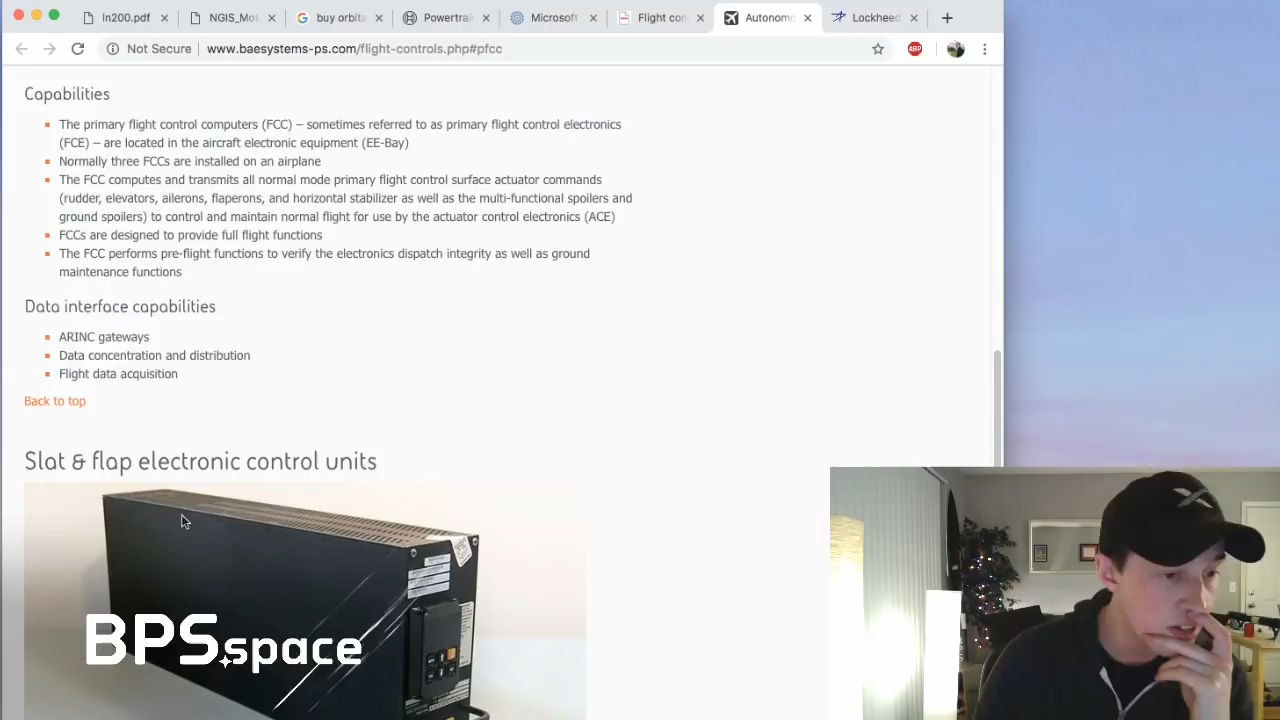 In200.pdf
NGIS_Mot
buy orbita
Powertrai
Microsoft
Flight con
Autonomo
Lockheed
Not Secure
www.baesystems-ps.com/flight-controls.php#pfcc
ABP
Capabilities
The primary flight control computers (FCC) – sometimes referred to as primary flight control electronics
(FCE) – are located in the aircraft electronic equipment (EE-Bay)
Normally three FCCs are installed on an airplane
The FCC computes and transmits all normal mode primary flight control surface actuator commands
(rudder, elevators, ailerons, flaperons, and horizontal stabilizer as well as the multi-functional spoilers and
ground spoilers) to control and maintain normal flight for use by the actuator control electronics (ACE)
FCCs are designed to provide full flight functions
The FCC performs pre-flight functions to verify the electronics dispatch integrity as well as ground
maintenance functions
Data interface capabilities
ARINC gateways
Data concentration and distribution
Flight data acquisition
Back to top
Slat & flap electronic control units
BPS.space